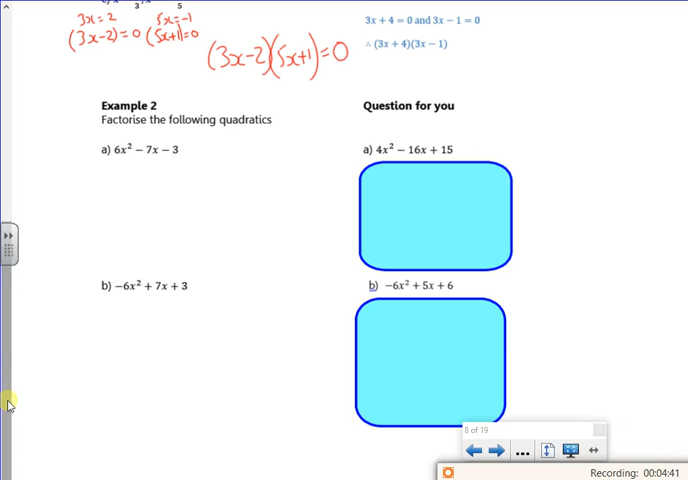 3 5
3x = 2 5x = -1
(3x-2) = 0 (5x+1) = 0
(3x-2)(5x+1) = 0
3x + 4 = 0 and 3x − 1 = 0
∴ (3x + 4)(3x − 1)
Example 2
Factorise the following quadratics
a) 6x² − 7x − 3
b) −6x² + 7x + 3
Question for you
a) 4x² − 16x + 15
b) −6x² + 5x + 6
8 of 19
...
Recording: 00:04:41